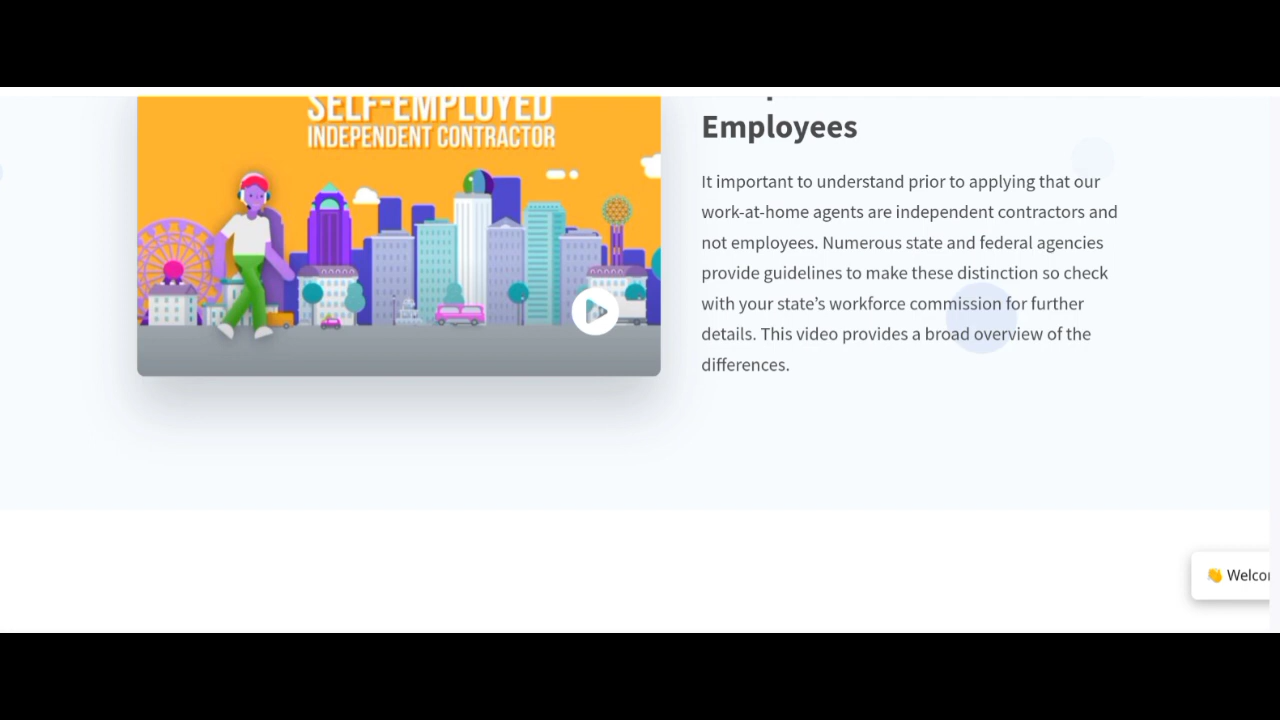 SELF-EMPLOYED
INDEPENDENT CONTRACTOR
Employees
It important to understand prior to applying that our
work-at-home agents are independent contractors and
not employees. Numerous state and federal agencies
provide guidelines to make these distinction so check
with your state’s workforce commission for further
details. This video provides a broad overview of the
differences.
👋